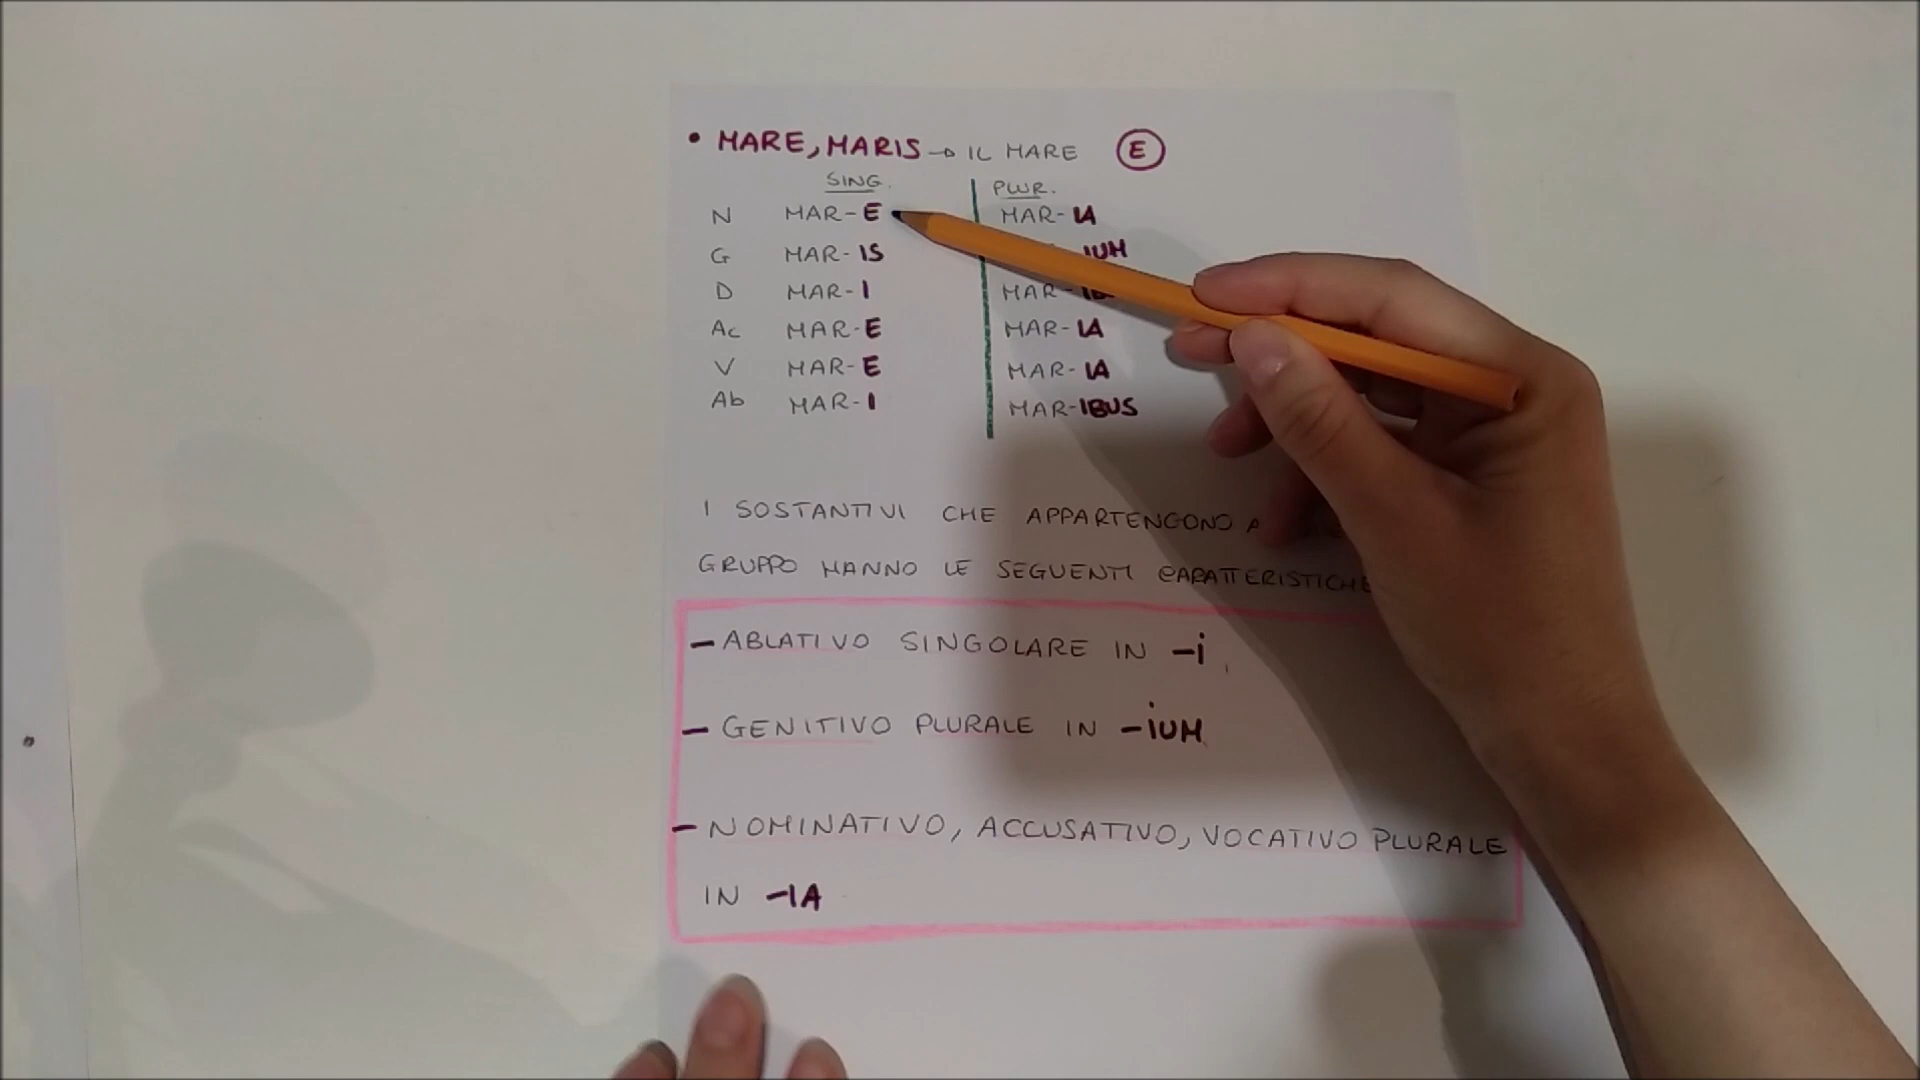 • MARE, MARIS → IL MARE E
SING. PLUR.
N MAR-E MAR-IA
G MAR-IS IUM
D MAR-I MAR-
Ac MAR-E MAR-IA
V MAR-E MAR-IA
Ab MAR-I MAR-IBUS
I SOSTANTIVI CHE APPARTENGONO A
GRUPPO HANNO LE SEGUENTI CARATTERISTICHE
- ABLATIVO SINGOLARE IN -i
- GENITIVO PLURALE IN -iUM
- NOMINATIVO, ACCUSATIVO, VOCATIVO PLURALE
IN -IA